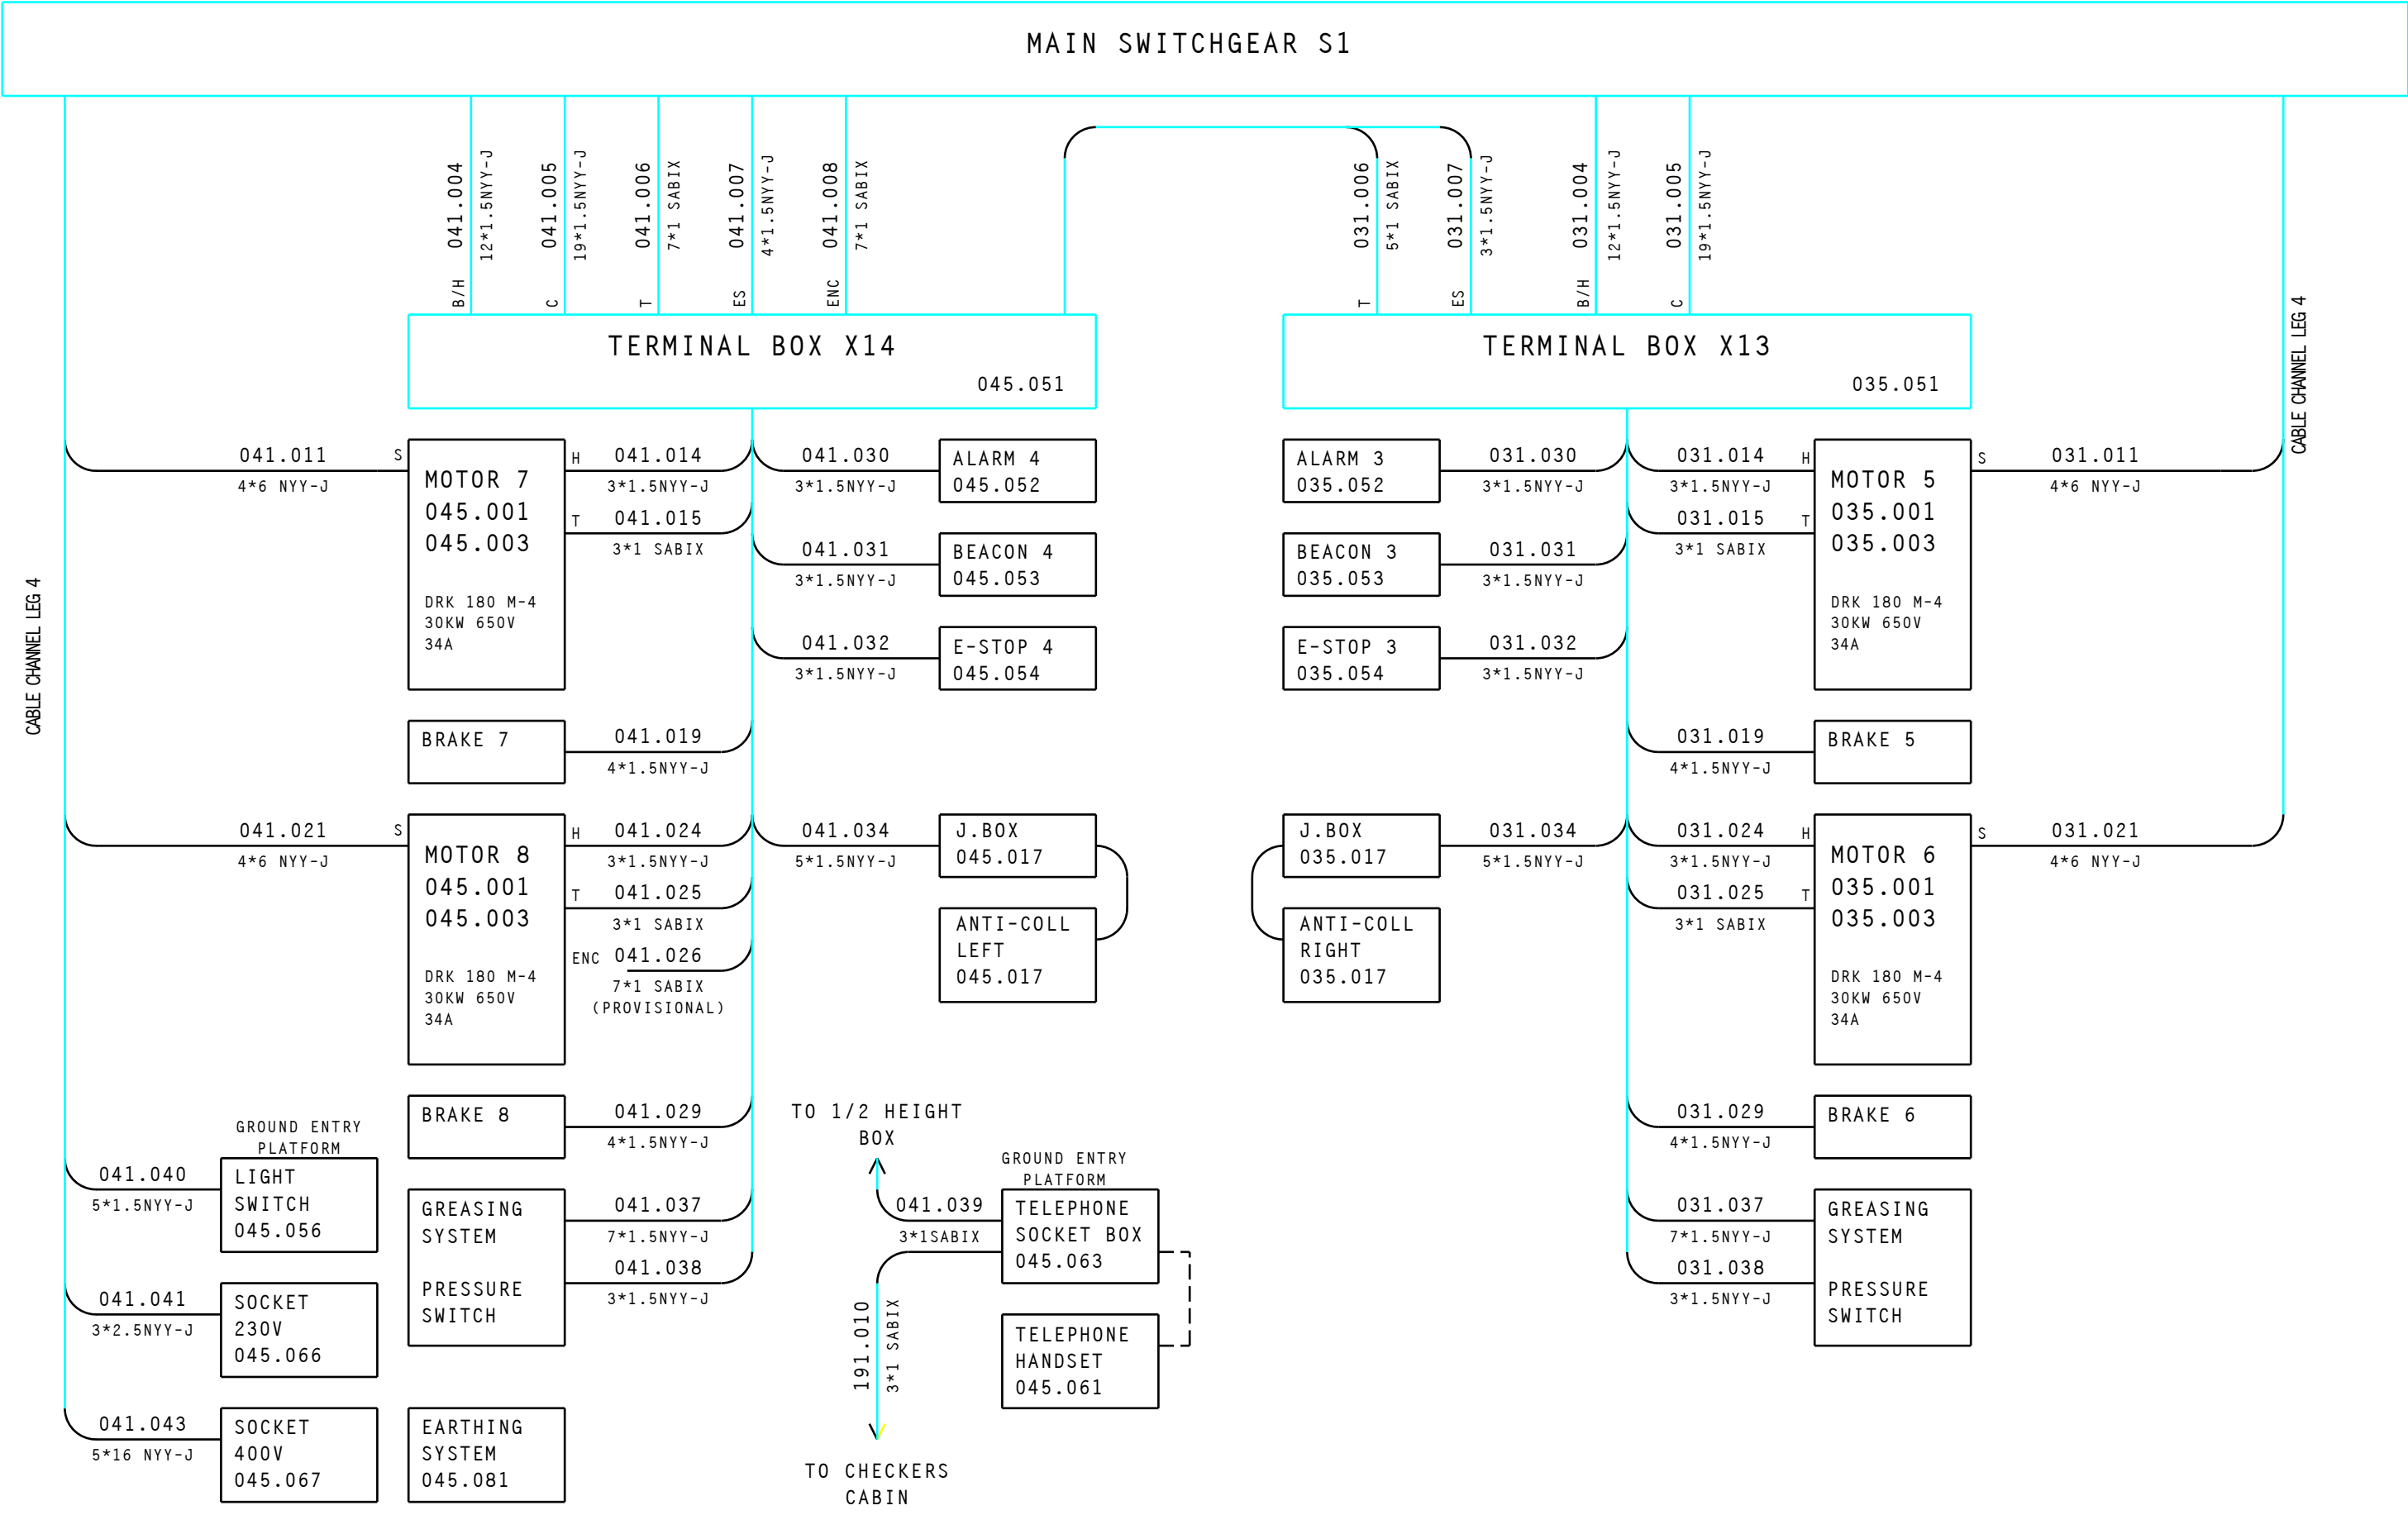 MAIN SWITCHGEAR S1
041.004
12*1.5NYY-J
B/H
041.005
19*1.5NYY-J
C
041.006
7*1 SABIX
T
041.007
4*1.5NYY-J
ES
041.008
7*1 SABIX
ENC
031.006
5*1 SABIX
T
031.007
3*1.5NYY-J
ES
031.004
12*1.5NYY-J
B/H
031.005
19*1.5NYY-J
C
TERMINAL BOX X14
045.051
TERMINAL BOX X13
035.051
CABLE CHANNEL LEG 4
CABLE CHANNEL LEG 4
041.011
4*6 NYY-J
S
MOTOR 7
045.001
045.003
DRK 180 M-4
30KW 650V
34A
H
041.014
3*1.5NYY-J
T
041.015
3*1 SABIX
041.030
3*1.5NYY-J
ALARM 4
045.052
041.031
3*1.5NYY-J
BEACON 4
045.053
041.032
3*1.5NYY-J
E-STOP 4
045.054
BRAKE 7
041.019
4*1.5NYY-J
041.021
4*6 NYY-J
S
MOTOR 8
045.001
045.003
DRK 180 M-4
30KW 650V
34A
H
041.024
3*1.5NYY-J
T
041.025
3*1 SABIX
ENC
041.026
7*1 SABIX
(PROVISIONAL)
041.034
5*1.5NYY-J
J.BOX
045.017
ANTI-COLL
LEFT
045.017
BRAKE 8
041.029
4*1.5NYY-J
GROUND ENTRY
PLATFORM
041.040
5*1.5NYY-J
LIGHT
SWITCH
045.056
041.041
3*2.5NYY-J
SOCKET
230V
045.066
041.043
5*16 NYY-J
SOCKET
400V
045.067
GREASING
SYSTEM
PRESSURE
SWITCH
041.037
7*1.5NYY-J
041.038
3*1.5NYY-J
EARTHING
SYSTEM
045.081
TO 1/2 HEIGHT
BOX
041.039
3*1SABIX
GROUND ENTRY
PLATFORM
TELEPHONE
SOCKET BOX
045.063
191.010
3*1 SABIX
TELEPHONE
HANDSET
045.061
TO CHECKERS
CABIN
ALARM 3
035.052
031.030
3*1.5NYY-J
BEACON 3
035.053
031.031
3*1.5NYY-J
E-STOP 3
035.054
031.032
3*1.5NYY-J
031.014
3*1.5NYY-J
H
031.015
3*1 SABIX
T
MOTOR 5
035.001
035.003
DRK 180 M-4
30KW 650V
34A
S
031.011
4*6 NYY-J
031.019
4*1.5NYY-J
BRAKE 5
J.BOX
035.017
031.034
5*1.5NYY-J
ANTI-COLL
RIGHT
035.017
031.024
3*1.5NYY-J
H
031.025
3*1 SABIX
T
MOTOR 6
035.001
035.003
DRK 180 M-4
30KW 650V
34A
S
031.021
4*6 NYY-J
031.029
4*1.5NYY-J
BRAKE 6
031.037
7*1.5NYY-J
031.038
3*1.5NYY-J
GREASING
SYSTEM
PRESSURE
SWITCH